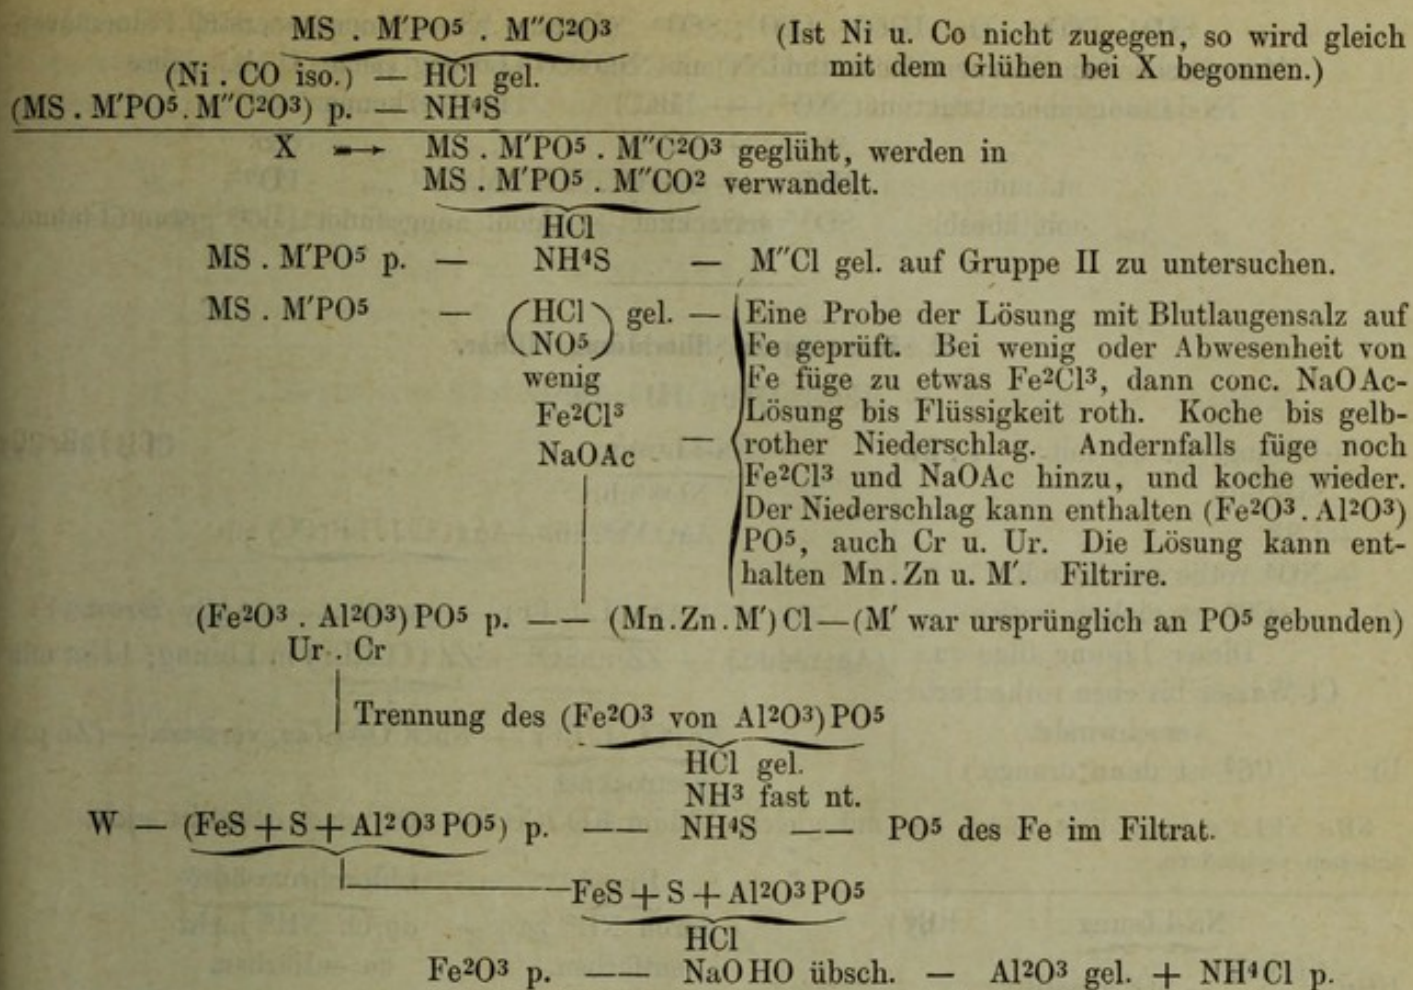 MS . M′PO⁵ . M″C²O³ (Ist Ni u. Co nicht zugegen, so wird gleich
(Ni . CO iso.) — HCl gel. mit dem Glühen bei X begonnen.)
(MS . M′PO⁵. M″C²O³) p. — NH⁴S
X → MS . M′PO⁵ . M″C²O³ geglüht, werden in
MS . M′PO⁵ . M″CO² verwandelt.
HCl
MS . M′PO⁵ p. — NH⁴S — M″Cl gel. auf Gruppe II zu untersuchen.
MS . M′PO⁵ — (HCl NO⁵) gel. — Eine Probe der Lösung mit Blutlaugensalz auf
Fe geprüft. Bei wenig oder Abwesenheit von
wenig Fe füge zu etwas Fe²Cl³, dann conc. NaOAc-
Fe²Cl³ Lösung bis Flüssigkeit roth. Koche bis gelb-
NaOAc — rother Niederschlag. Andernfalls füge noch
Fe²Cl³ und NaOAc hinzu, und koche wieder.
Der Niederschlag kann enthalten (Fe²O³. Al²O³)
PO⁵, auch Cr u. Ur. Die Lösung kann ent-
halten Mn. Zn u. M′. Filtrire.
(Fe²O³ . Al²O³) PO⁵ p. —— (Mn. Zn. M′) Cl — (M′ war ursprünglich an PO⁵ gebunden)
Ur . Cr
Trennung des (Fe²O³ von Al²O³) PO⁵
HCl gel.
NH³ fast nt.
W — (FeS + S + Al²O³PO⁵) p. —— NH⁴S —— PO⁵ des Fe im Filtrat.
FeS + S + Al²O³PO⁵
HCl
Fe²O³ p. —— NaOHO übsch. — Al²O³ gel. + NH⁴Cl p.